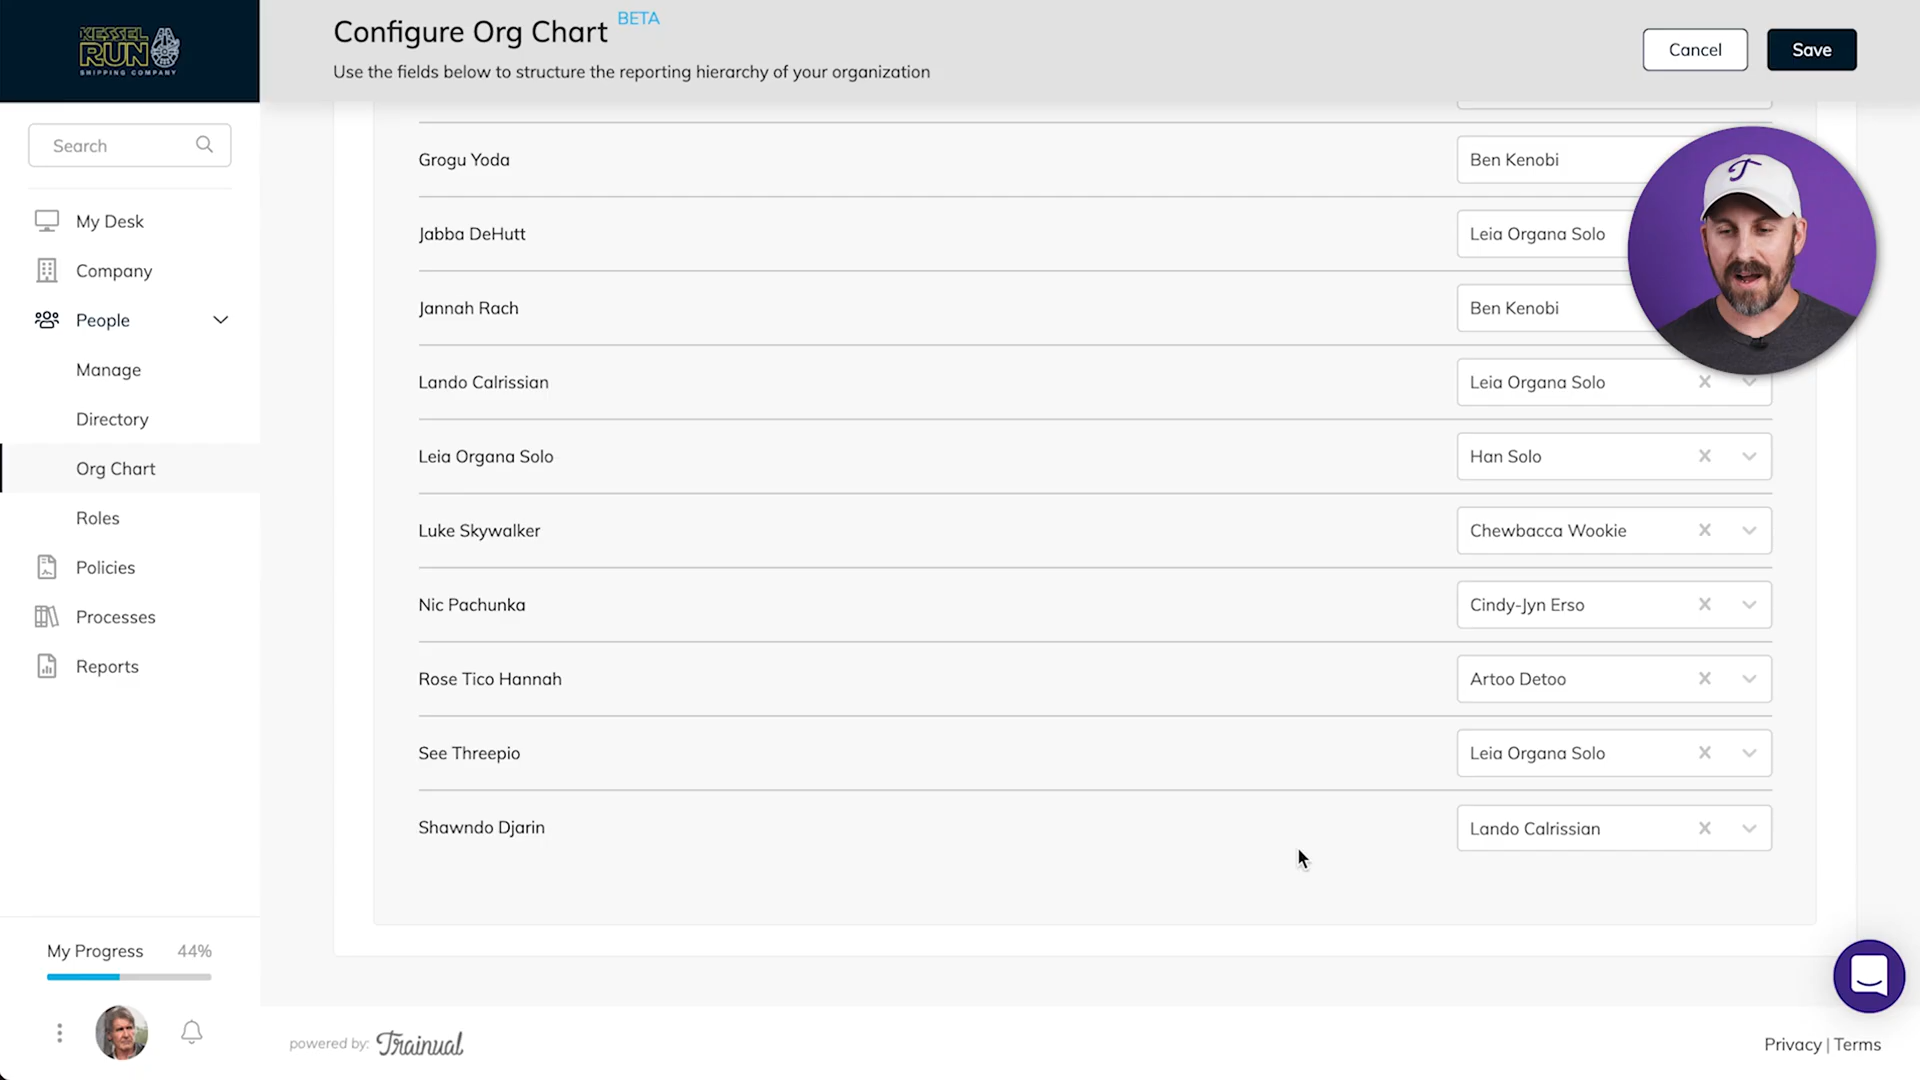 KESSEL
RUN
SHIPPING COMPANY
Configure Org Chart BETA
Use the fields below to structure the reporting hierarchy of your organization
Cancel
Save
Search
My Desk
Company
People
Manage
Directory
Org Chart
Roles
Policies
Processes
Reports
My Progress 44%
Grogu Yoda Ben Kenobi
Jabba DeHutt Leia Organa Solo
Jannah Rach Ben Kenobi
Lando Calrissian Leia Organa Solo
Leia Organa Solo Han Solo
Luke Skywalker Chewbacca Wookie
Nic Pachunka Cindy-Jyn Erso
Rose Tico Hannah Artoo Detoo
See Threepio Leia Organa Solo
Shawndo Djarin Lando Calrissian
T
powered by: Trainual
Privacy | Terms